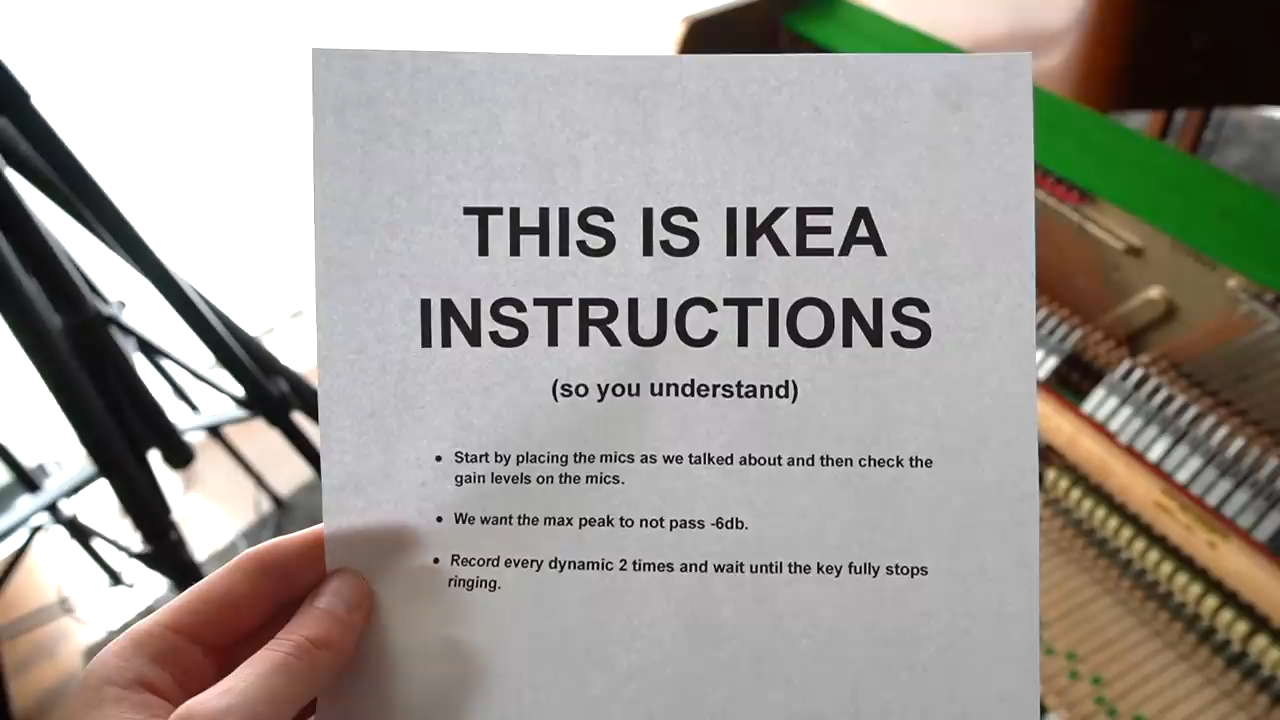 THIS IS IKEA
INSTRUCTIONS
(so you understand)
• Start by placing the mics as we talked about and then check the
gain levels on the mics.
• We want the max peak to not pass -6db.
• Record every dynamic 2 times and wait until the key fully stops
ringing.